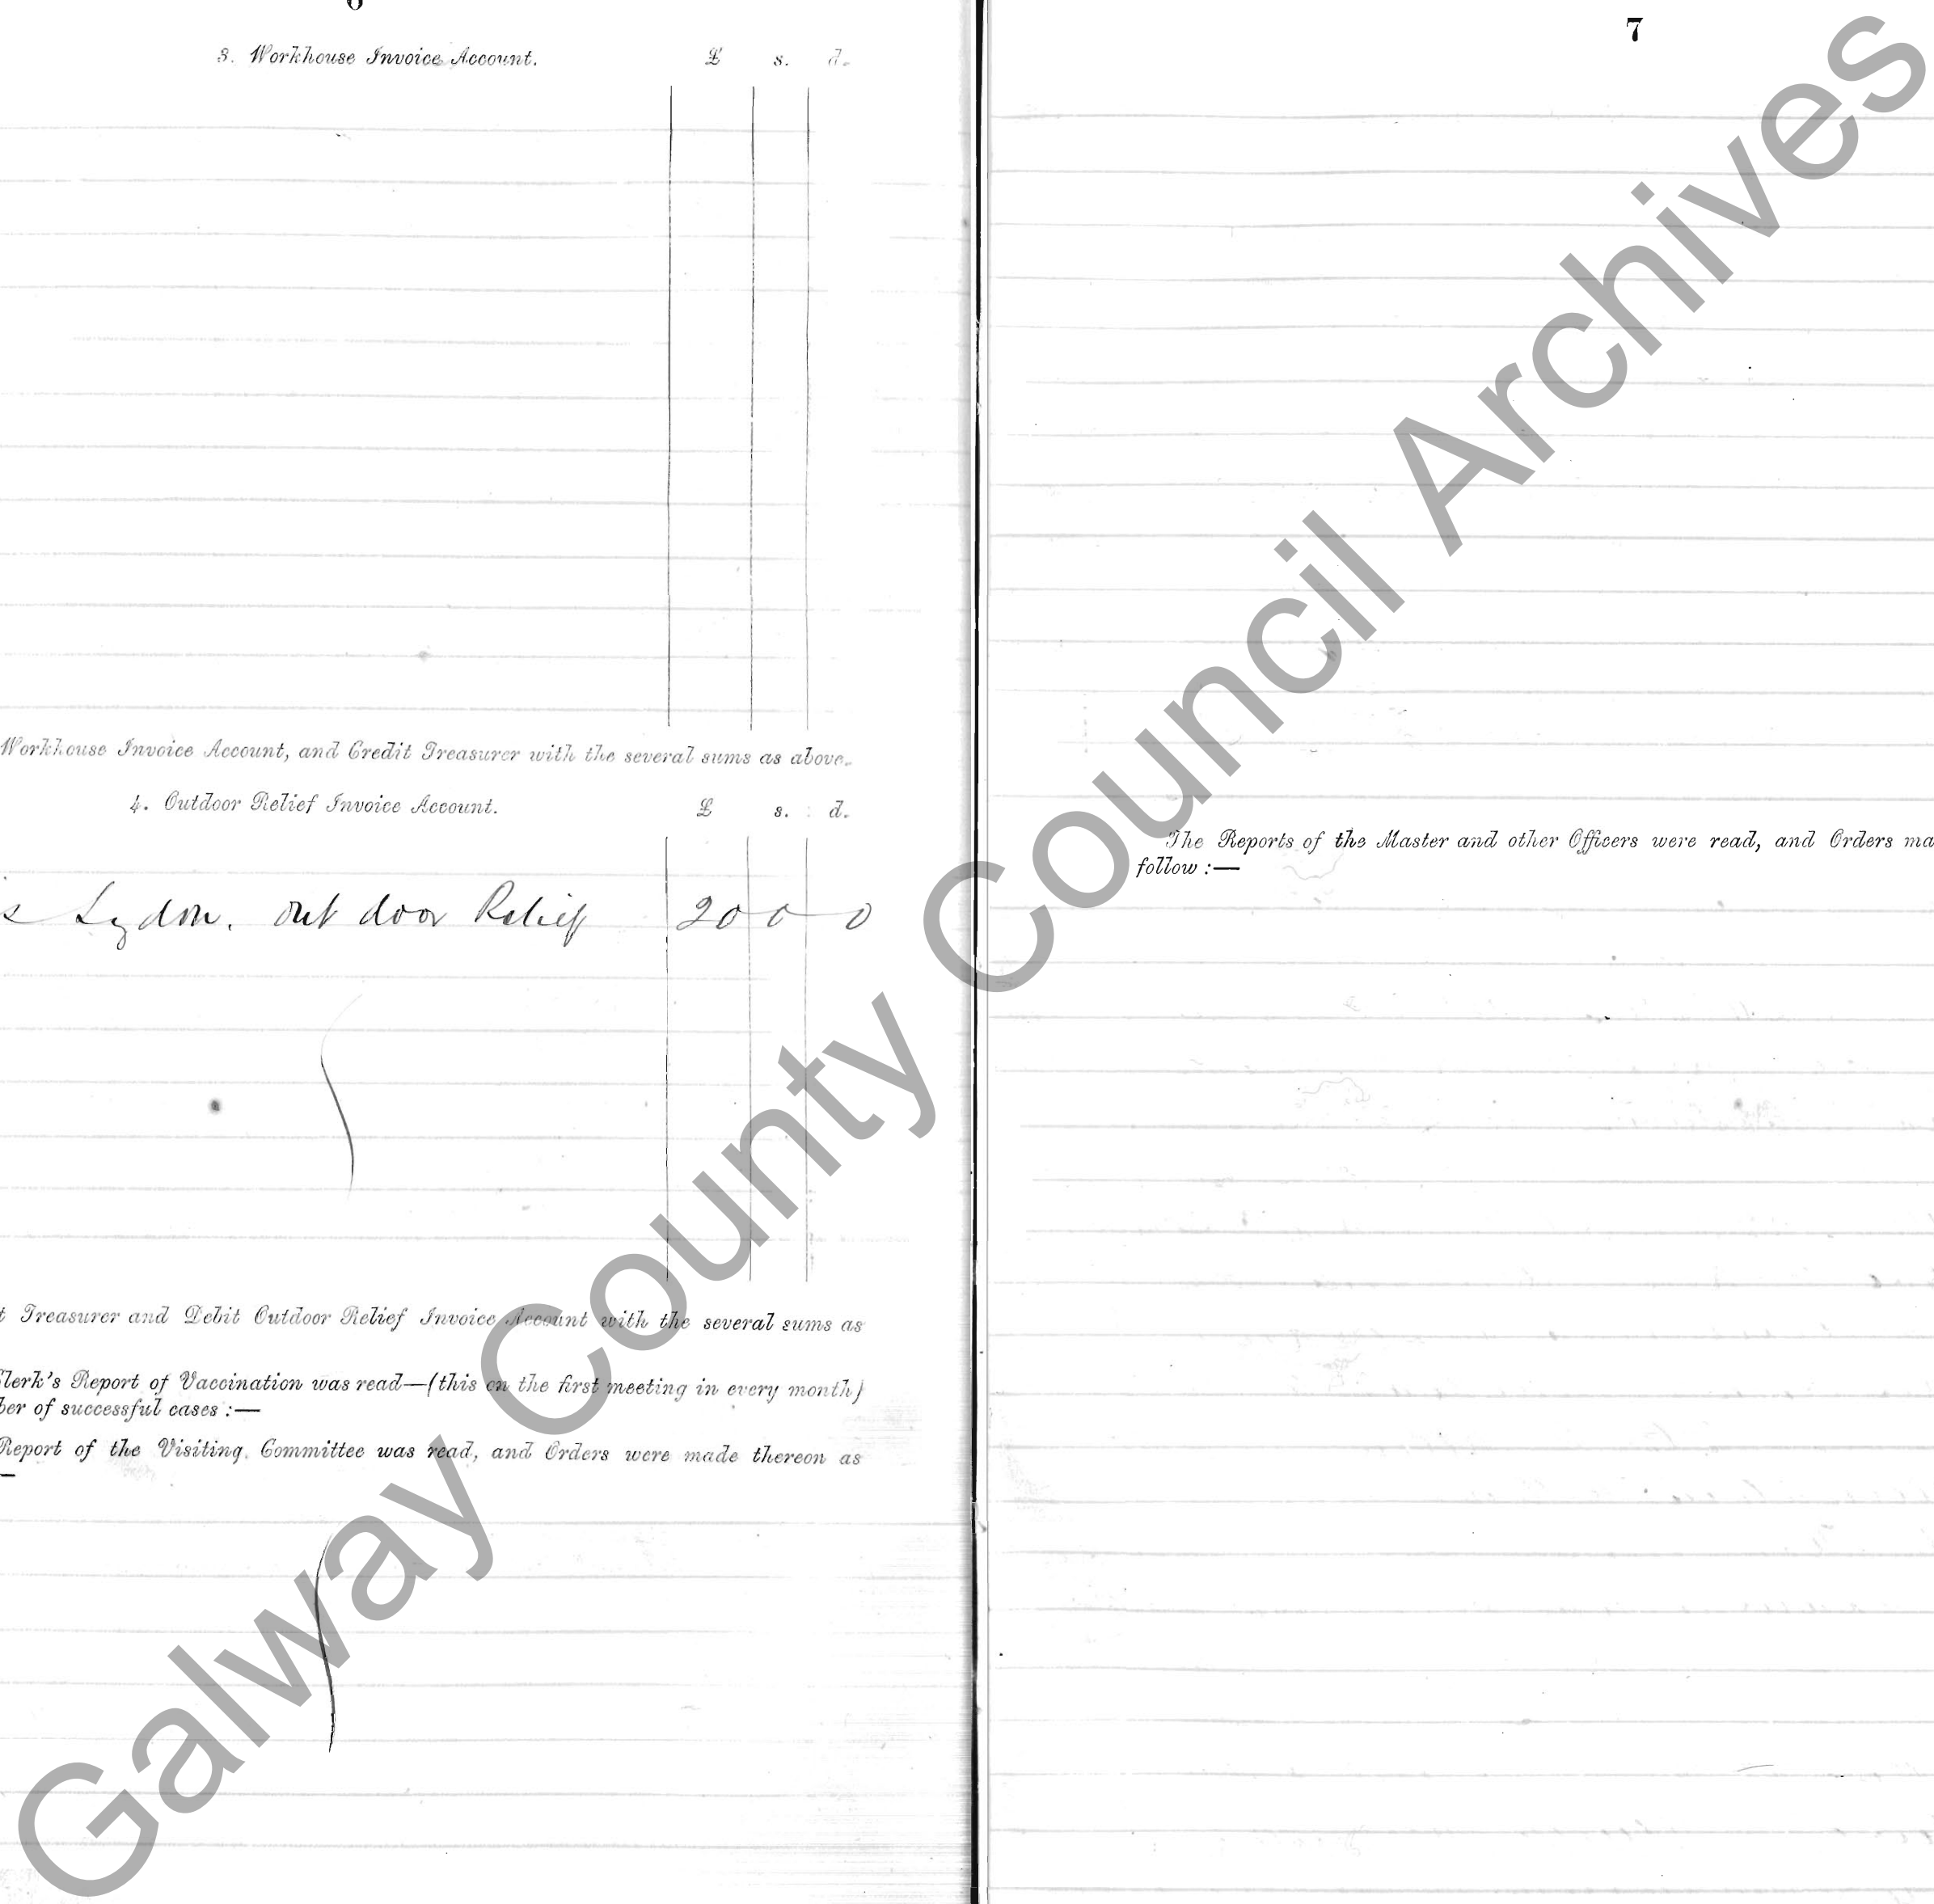 6
3. Workhouse Invoice Account. £ s. d.
Workhouse Invoice Account, and Credit Treasurer with the several sums as above.
4. Outdoor Relief Invoice Account. £ s. d.
Lydon. out door Relief 20 0 0
t Treasurer and Debit Outdoor Relief Invoice Account with the several sums as
Clerk's Report of Vaccination was read—(this on the first meeting in every month)
ber of successful cases :—
Report of the Visiting Committee was read, and Orders were made thereon as
—
7
The Reports of the Master and other Officers were read, and Orders ma
follow :—
Galway County Council Archives